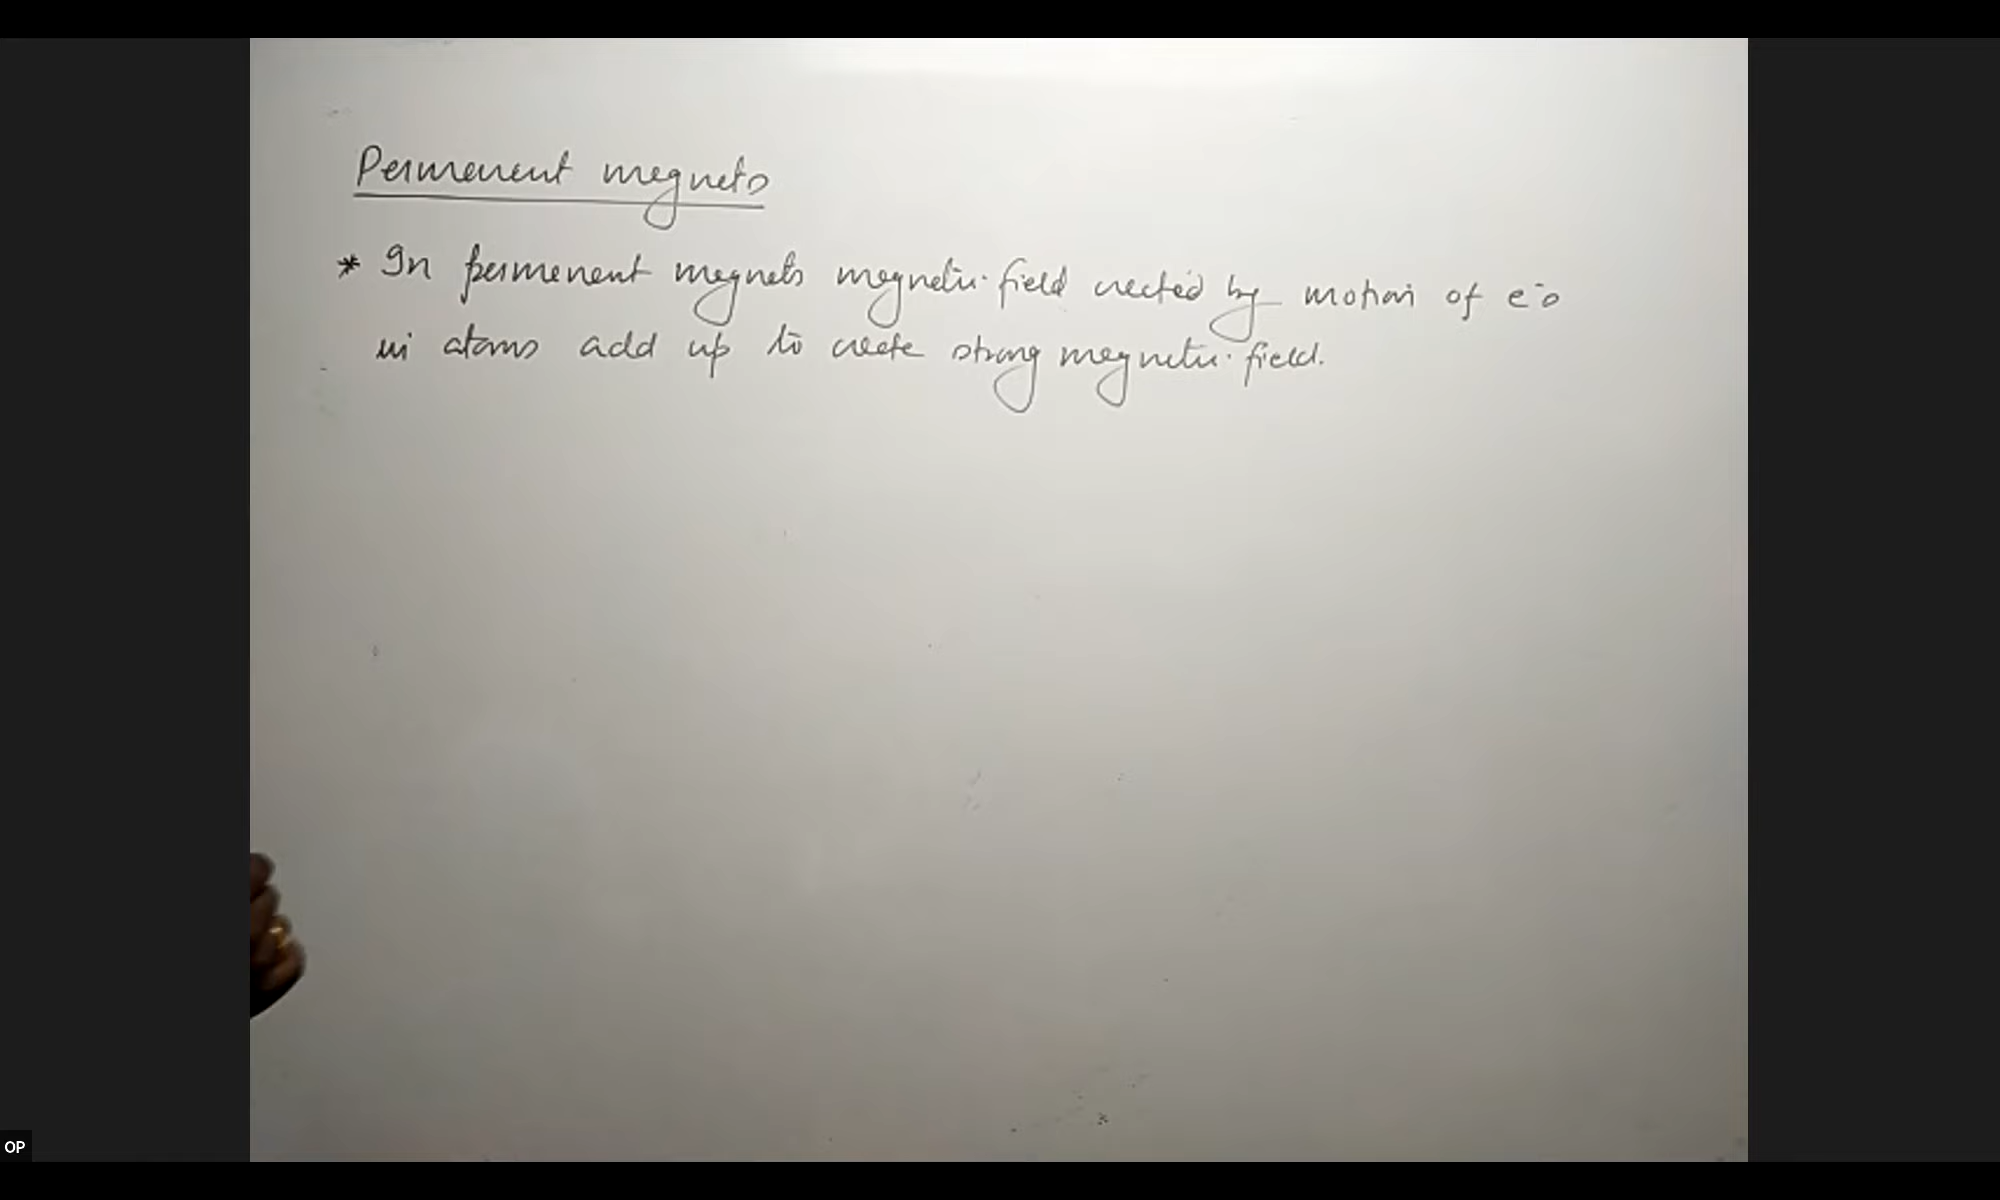 Permenent megnets
* In permenent megnets megnetic field created by motion of e⁻s
in atoms add up to create strong megnetic field.
OP